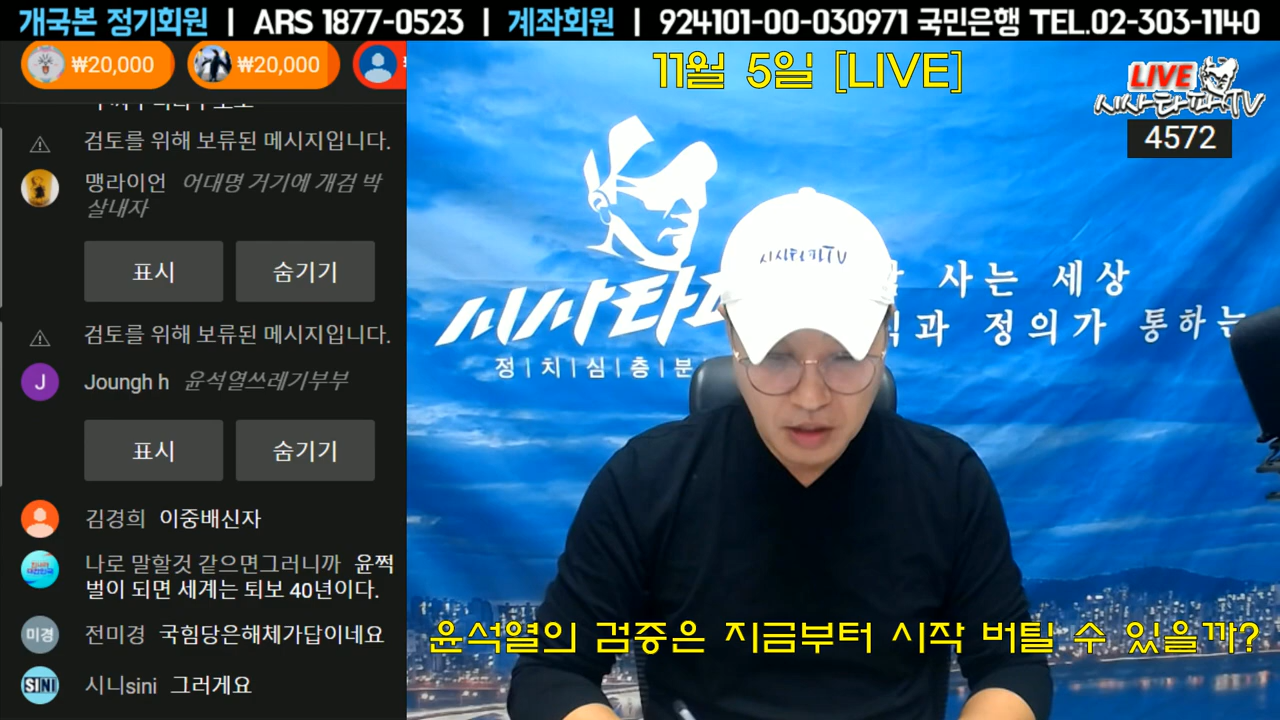 개국본 정기회원 | ARS 1877-0523 | 계좌회원 | 924101-00-030971 국민은행 TEL.02-303-1140
₩20,000
₩20,000
검토를 위해 보류된 메시지입니다.
맹라이언 어대명 거기에 개검 박
살내자
표시
숨기기
검토를 위해 보류된 메시지입니다.
J
Joungh h 윤석열쓰레기부부
표시
숨기기
김경희 이중배신자
나로 말할것 같으면그러니까 윤쩍
벌이 되면 세계는 퇴보 40년이다.
미경
전미경 국힘당은해체가답이네요
SINI
시니sini 그러게요
11월 5일 [LIVE]
LIVE
시사타파TV
4572
시사타파TV
시사타
사는 세상
과 정의가 통하는
정|치|심|층|분
윤석열의 검증은 지금부터 시작 버틸 수 있을까?